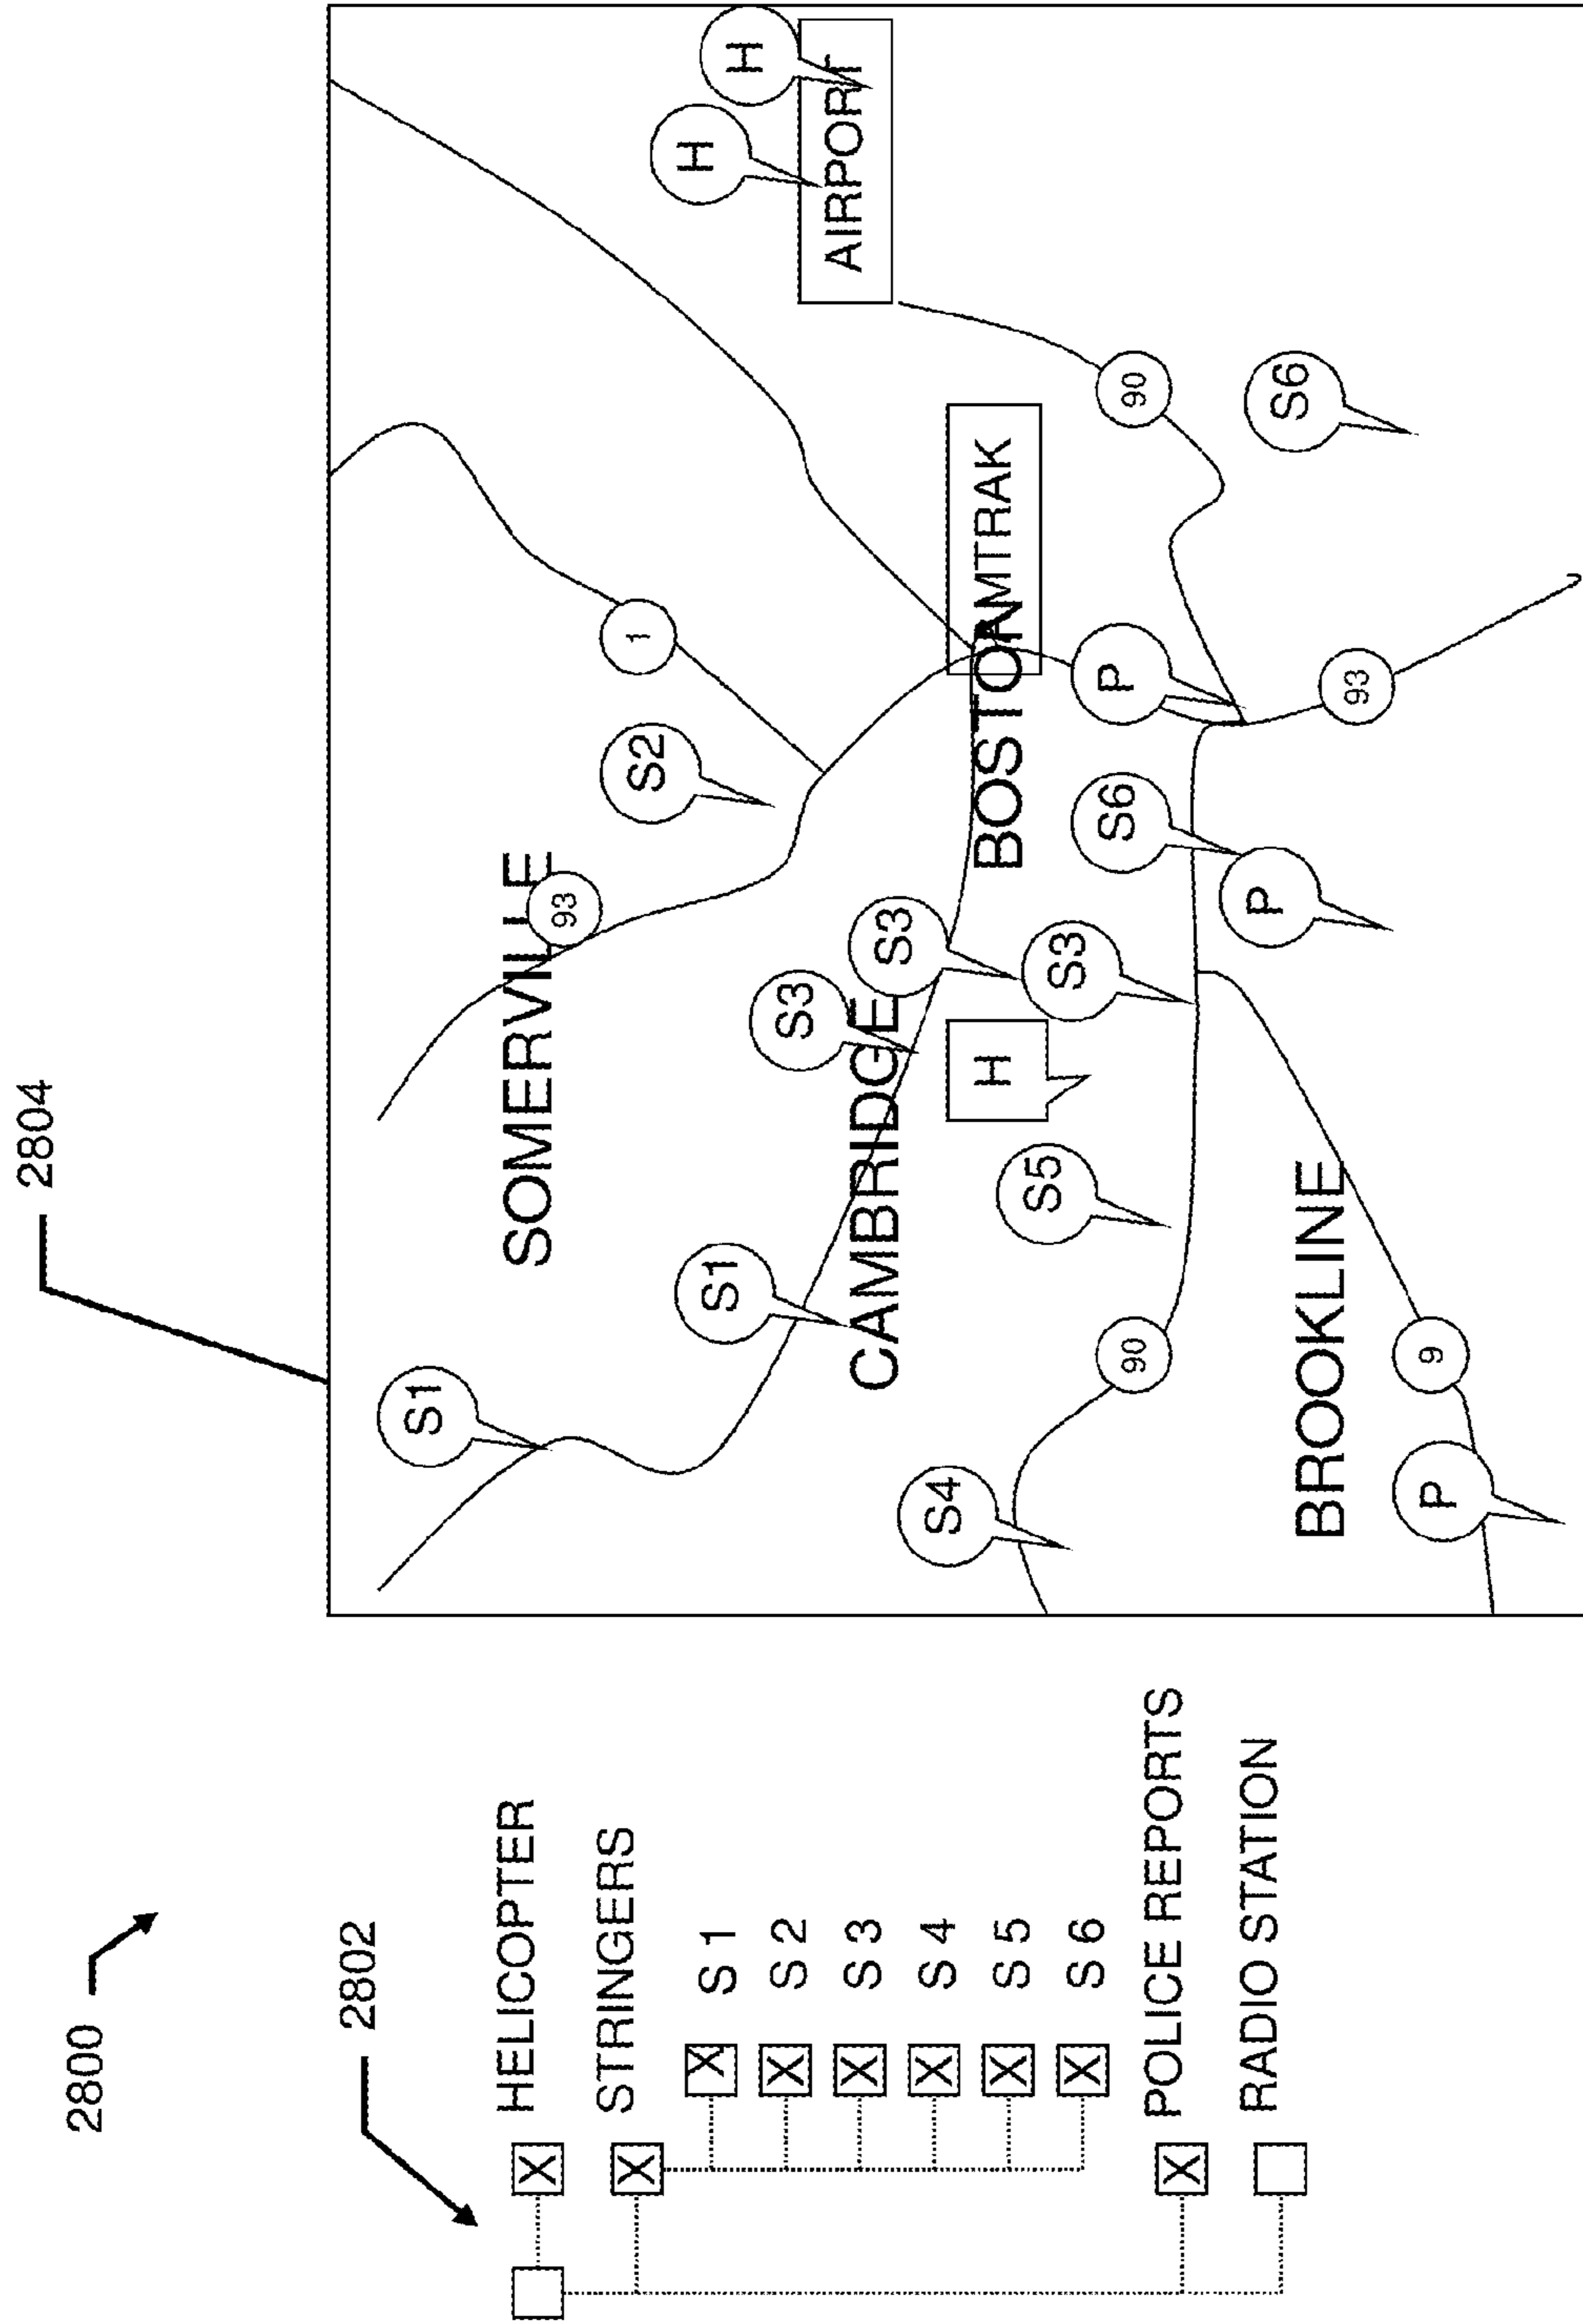 2800
2802
2804
HELICOPTER
X
STRINGERS
X
X S 1
X S 2
X S 3
X S 4
X S 5
X S 6
X POLICE REPORTS
RADIO STATION
S1
SOMERVILLE
93
1
S2
H
H
S1
S3
AIRPORT
CAMBRIDGE
S3
S4
H
BOSTON
AMTRAK
S5
S3
90
S6
P
90
BROOKLINE
P
93
S6
9
P